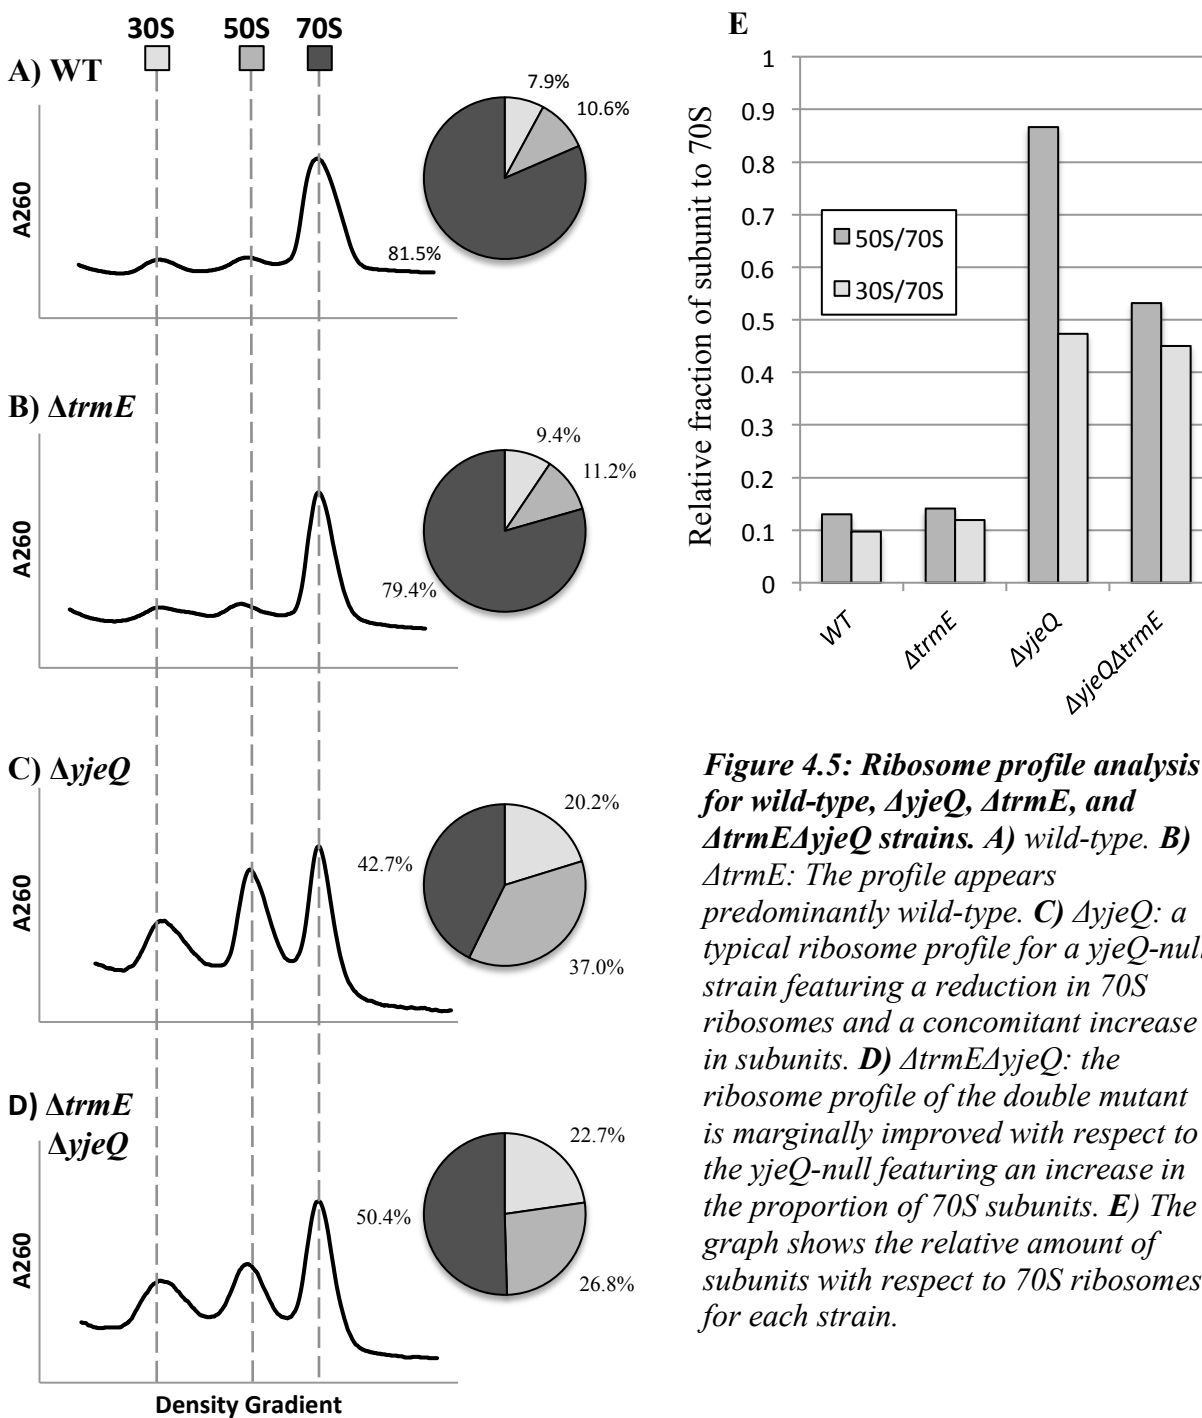 30S 50S 70S
A) WT
A260
7.9%
10.6%
81.5%
B) ΔtrmE
A260
9.4%
11.2%
79.4%
C) ΔyjeQ
A260
20.2%
42.7%
37.0%
D) ΔtrmE
ΔyjeQ
A260
22.7%
50.4%
26.8%
Density Gradient
E
Relative fraction of subunit to 70S
1
0.9
0.8
0.7
0.6
0.5
0.4
0.3
0.2
0.1
0
50S/70S
30S/70S
WT
ΔtrmE
ΔyjeQ
ΔyjeQΔtrmE
Figure 4.5: Ribosome profile analysis
for wild-type, ΔyjeQ, ΔtrmE, and
ΔtrmEΔyjeQ strains. A) wild-type. B)
ΔtrmE: The profile appears
predominantly wild-type. C) ΔyjeQ: a
typical ribosome profile for a yjeQ-null
strain featuring a reduction in 70S
ribosomes and a concomitant increase
in subunits. D) ΔtrmEΔyjeQ: the
ribosome profile of the double mutant
is marginally improved with respect to
the yjeQ-null featuring an increase in
the proportion of 70S subunits. E) The
graph shows the relative amount of
subunits with respect to 70S ribosomes
for each strain.